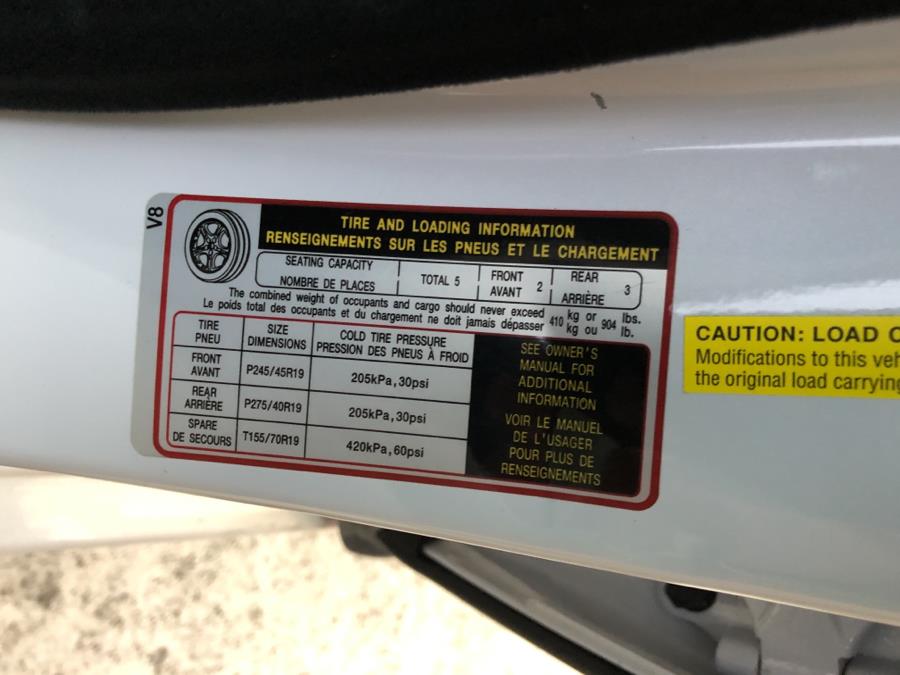 V8
TIRE AND LOADING INFORMATION
RENSEIGNEMENTS SUR LES PNEUS ET LE CHARGEMENT
SEATING CAPACITY
NOMBRE DE PLACES
TOTAL 5
FRONT
AVANT
2
REAR
ARRIÈRE
3
The combined weight of occupants and cargo should never exceed 410 kg or 904 lbs.
Le poids total des occupants et du chargement ne doit jamais dépasser kg ou lb.
TIRE
PNEU
SIZE
DIMENSIONS
COLD TIRE PRESSURE
PRESSION DES PNEUS À FROID
FRONT
AVANT
P245/45R19
205kPa,30psi
REAR
ARRIÈRE
P275/40R19
205kPa,30psi
SPARE
DE SECOURS
T155/70R19
420kPa,60psi
SEE OWNER'S
MANUAL FOR
ADDITIONAL
INFORMATION
VOIR LE MANUEL
DE L'USAGER
POUR PLUS DE
RENSEIGNEMENTS
CAUTION: LOAD
Modifications to this
the original load carrying